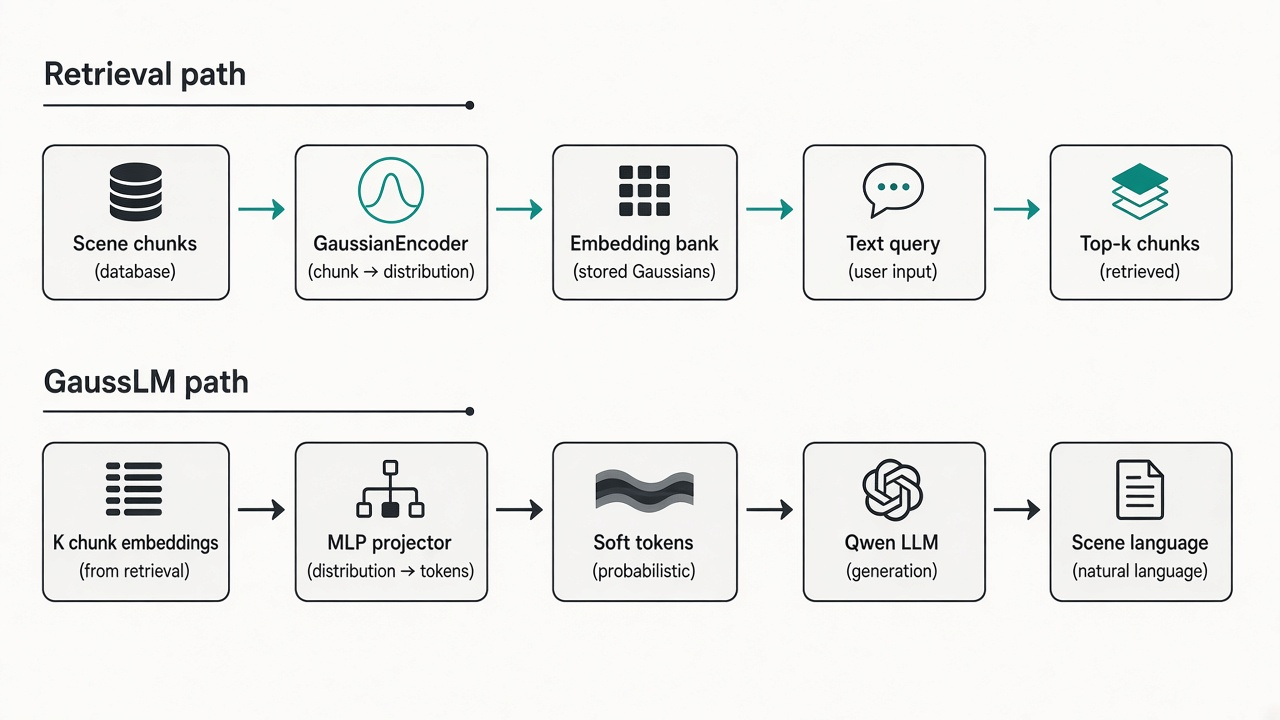 Retrieval path
Scene chunks
(database)
GaussianEncoder
(chunk → distribution)
Embedding bank
(stored Gaussians)
Text query
(user input)
Top-k chunks
(retrieved)
GaussLM path
K chunk embeddings
(from retrieval)
MLP projector
(distribution → tokens)
Soft tokens
(probabilistic)
Qwen LLM
(generation)
Scene language
(natural language)